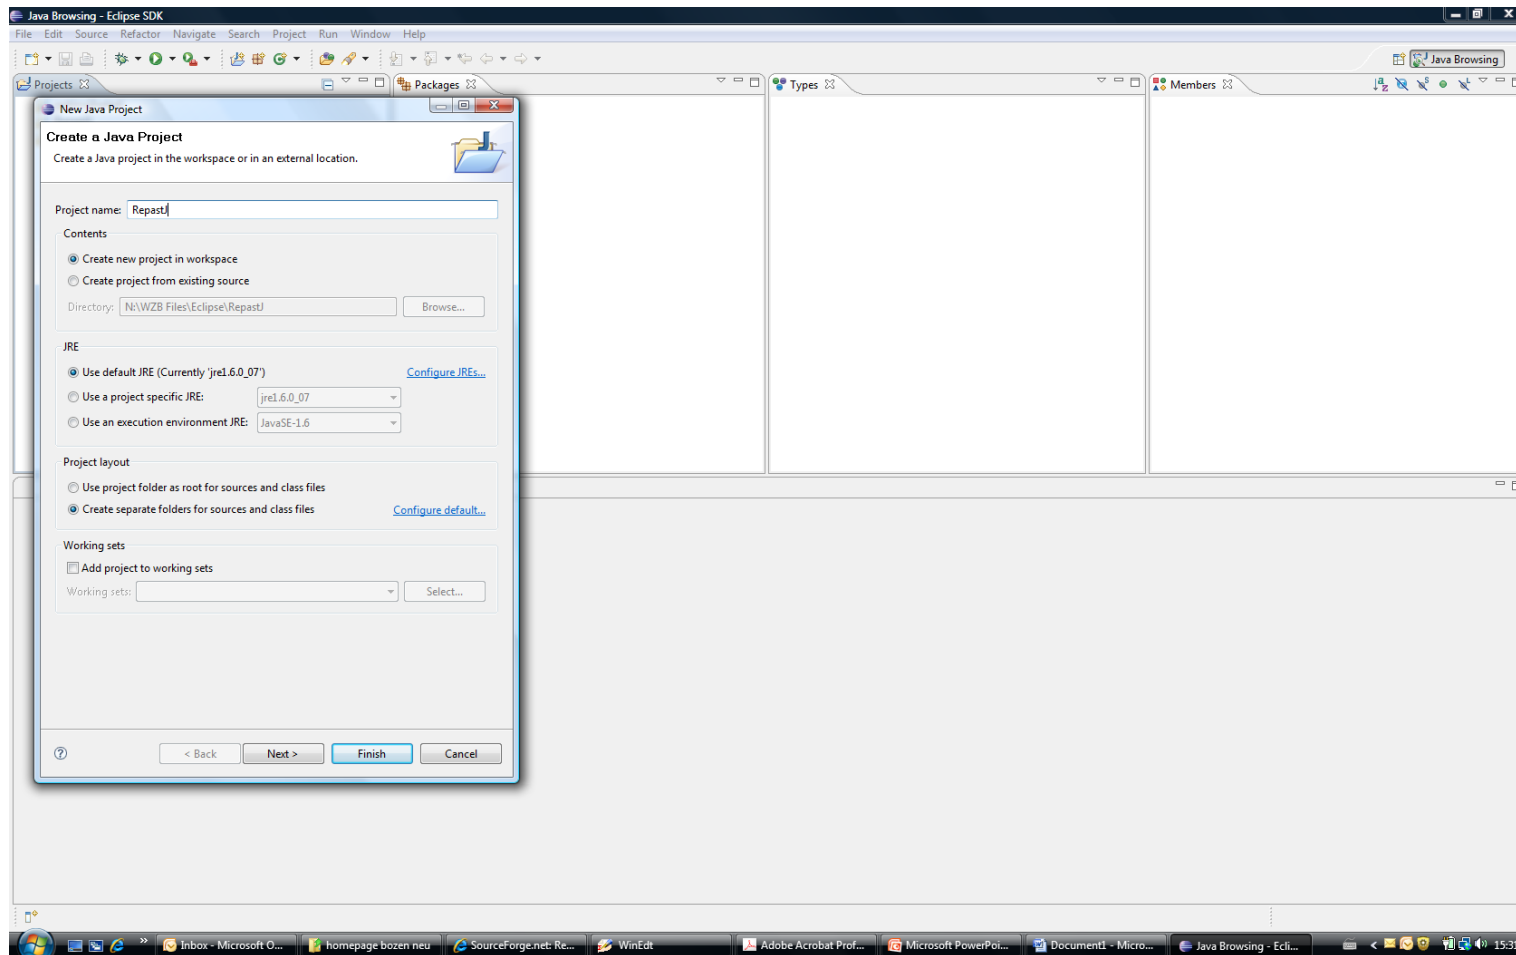 Java Browsing - Eclipse SDK
File Edit Source Refactor Navigate Search Project Run Window Help
Java Browsing
Projects
Packages
Types
Members
New Java Project
Create a Java Project
Create a Java project in the workspace or in an external location.
Project name: RepastJ
Contents
Create new project in workspace
Create project from existing source
Directory: N:\WZB Files\Eclipse\RepastJ Browse...
JRE
Use default JRE (Currently 'jre1.6.0_07') Configure JREs...
Use a project specific JRE: jre1.6.0_07
Use an execution environment JRE: JavaSE-1.6
Project layout
Use project folder as root for sources and class files
Create separate folders for sources and class files Configure default...
Working sets
Add project to working sets
Working sets: Select...
< Back Next > Finish Cancel
Inbox - Microsoft O... homepage bozen neu SourceForge.net: Re... WinEdt Adobe Acrobat Prof... Microsoft PowerPoi... Document1 - Micro... Java Browsing - Ecli... 15:31